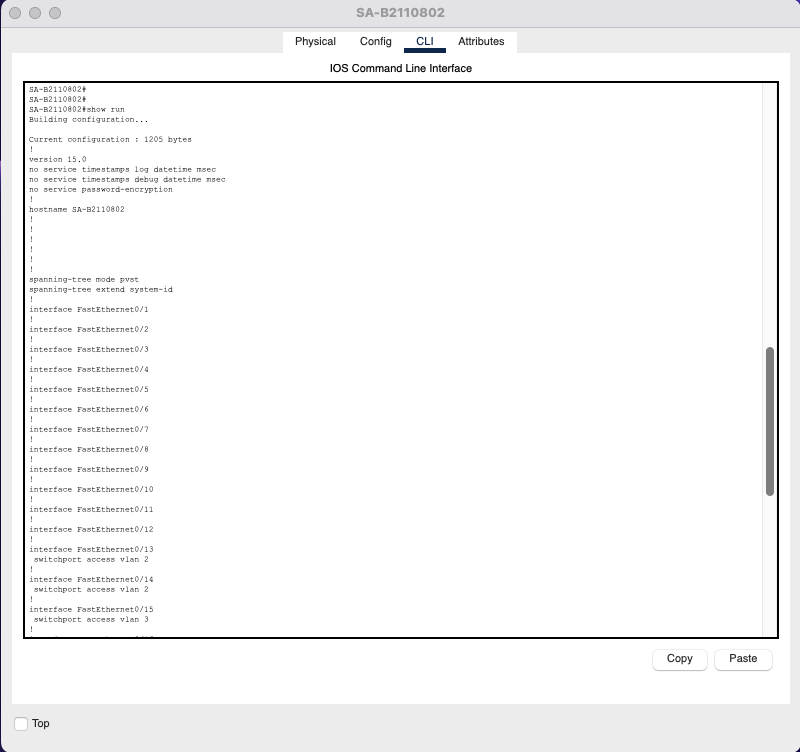 SA-B2110802
Physical Config CLI Attributes
IOS Command Line Interface
SA-B2110802#
SA-B2110802#
SA-B2110802#show run
Building configuration...
Current configuration : 1205 bytes
!
version 15.0
no service timestamps log datetime msec
no service timestamps debug datetime msec
no service password-encryption
!
hostname SA-B2110802
!
!
!
!
!
!
spanning-tree mode pvst
spanning-tree extend system-id
!
interface FastEthernet0/1
!
interface FastEthernet0/2
!
interface FastEthernet0/3
!
interface FastEthernet0/4
!
interface FastEthernet0/5
!
interface FastEthernet0/6
!
interface FastEthernet0/7
!
interface FastEthernet0/8
!
interface FastEthernet0/9
!
interface FastEthernet0/10
!
interface FastEthernet0/11
!
interface FastEthernet0/12
!
interface FastEthernet0/13
switchport access vlan 2
!
interface FastEthernet0/14
switchport access vlan 2
!
interface FastEthernet0/15
switchport access vlan 3
!
Copy Paste
Top